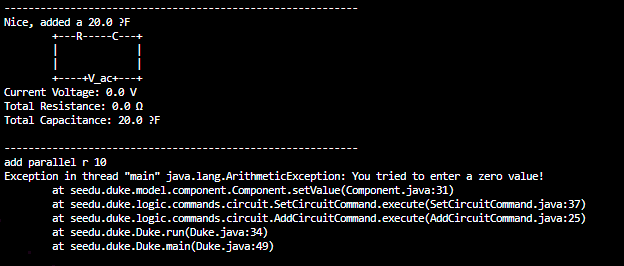 ------------------------------------------------------------
Nice, added a 20.0 ?F
        +---R-----C---+
        |             |
        |             |
        +----+V_ac+---+
Current Voltage: 0.0 V
Total Resistance: 0.0 Ω
Total Capacitance: 20.0 ?F
------------------------------------------------------------
add parallel r 10
Exception in thread "main" java.lang.ArithmeticException: You tried to enter a zero value!
        at seedu.duke.model.component.Component.setValue(Component.java:31)
        at seedu.duke.logic.commands.circuit.SetCircuitCommand.execute(SetCircuitCommand.java:37)
        at seedu.duke.logic.commands.circuit.AddCircuitCommand.execute(AddCircuitCommand.java:25)
        at seedu.duke.Duke.run(Duke.java:34)
        at seedu.duke.Duke.main(Duke.java:49)